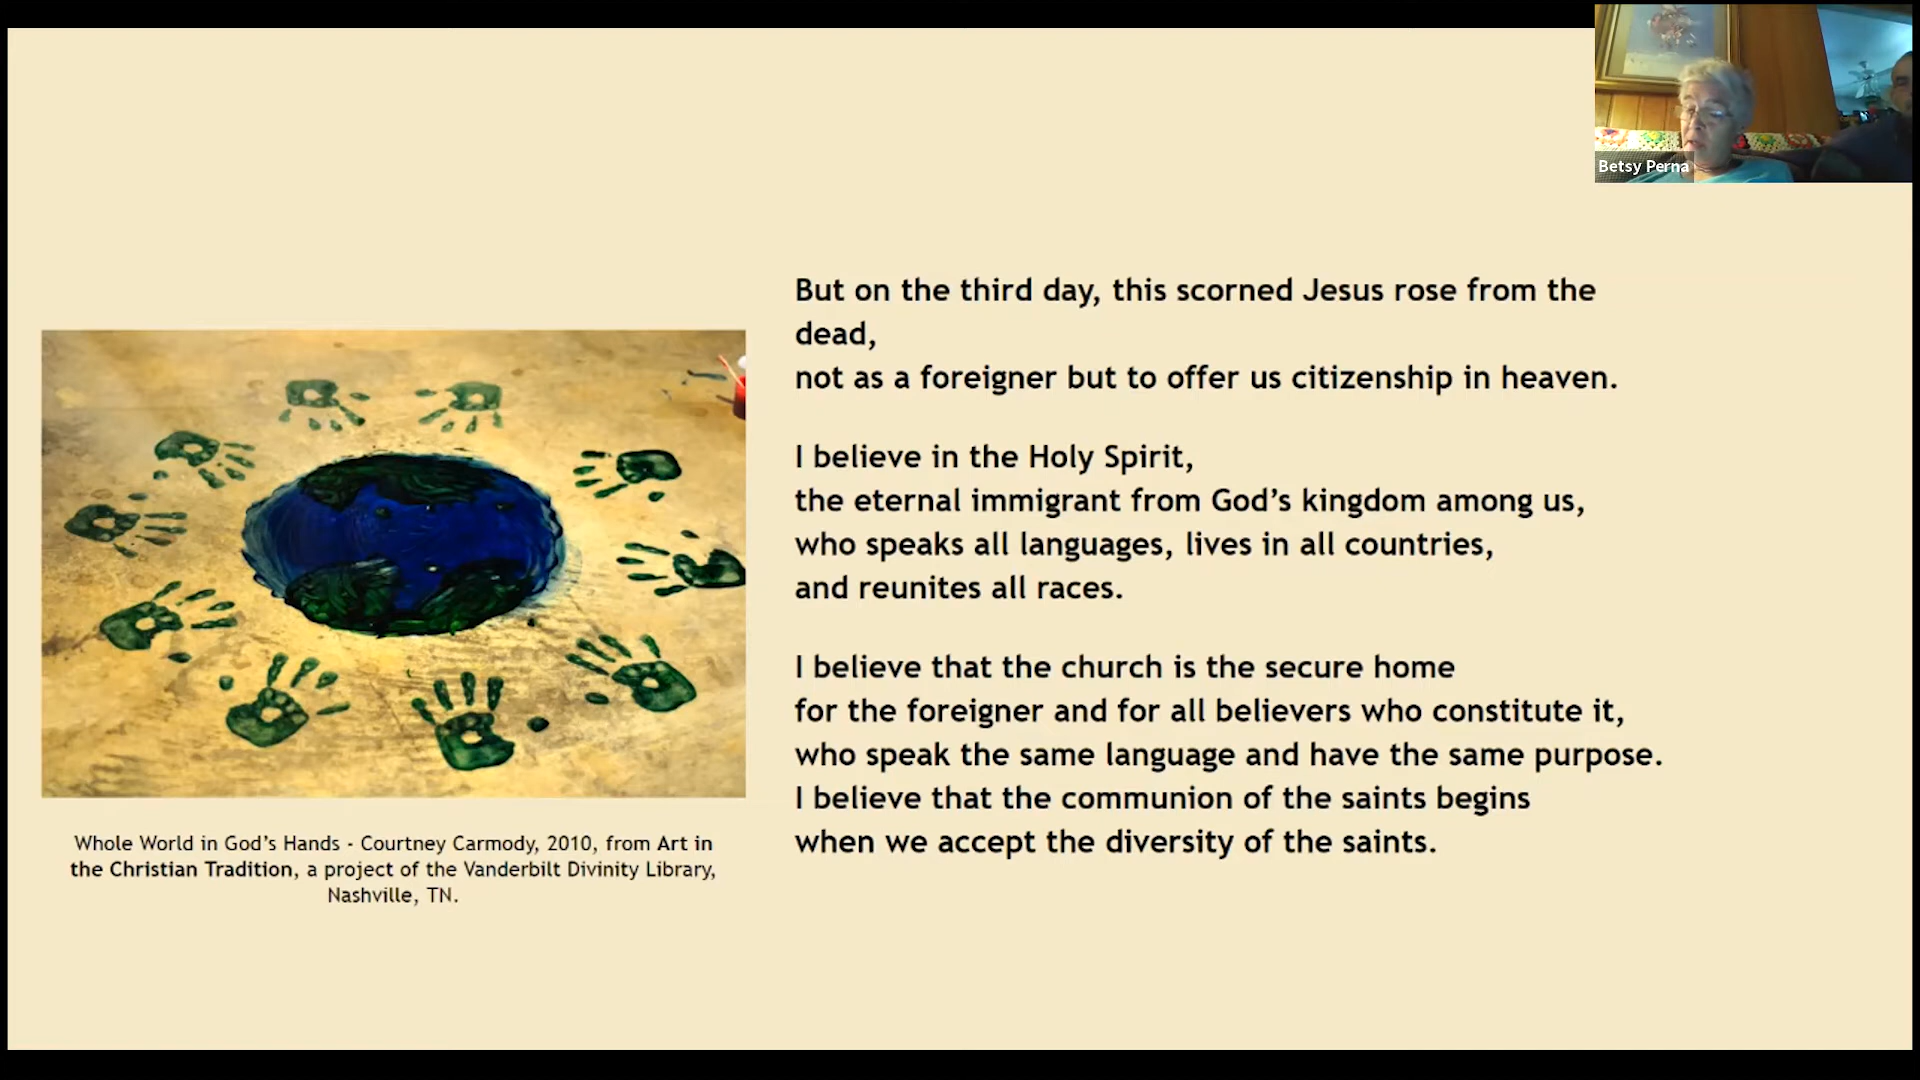 Betsy Perna
But on the third day, this scorned Jesus rose from the
dead,
not as a foreigner but to offer us citizenship in heaven.
I believe in the Holy Spirit,
the eternal immigrant from God’s kingdom among us,
who speaks all languages, lives in all countries,
and reunites all races.
I believe that the church is the secure home
for the foreigner and for all believers who constitute it,
who speak the same language and have the same purpose.
I believe that the communion of the saints begins
when we accept the diversity of the saints.
Whole World in God’s Hands - Courtney Carmody, 2010, from Art in
the Christian Tradition, a project of the Vanderbilt Divinity Library,
Nashville, TN.